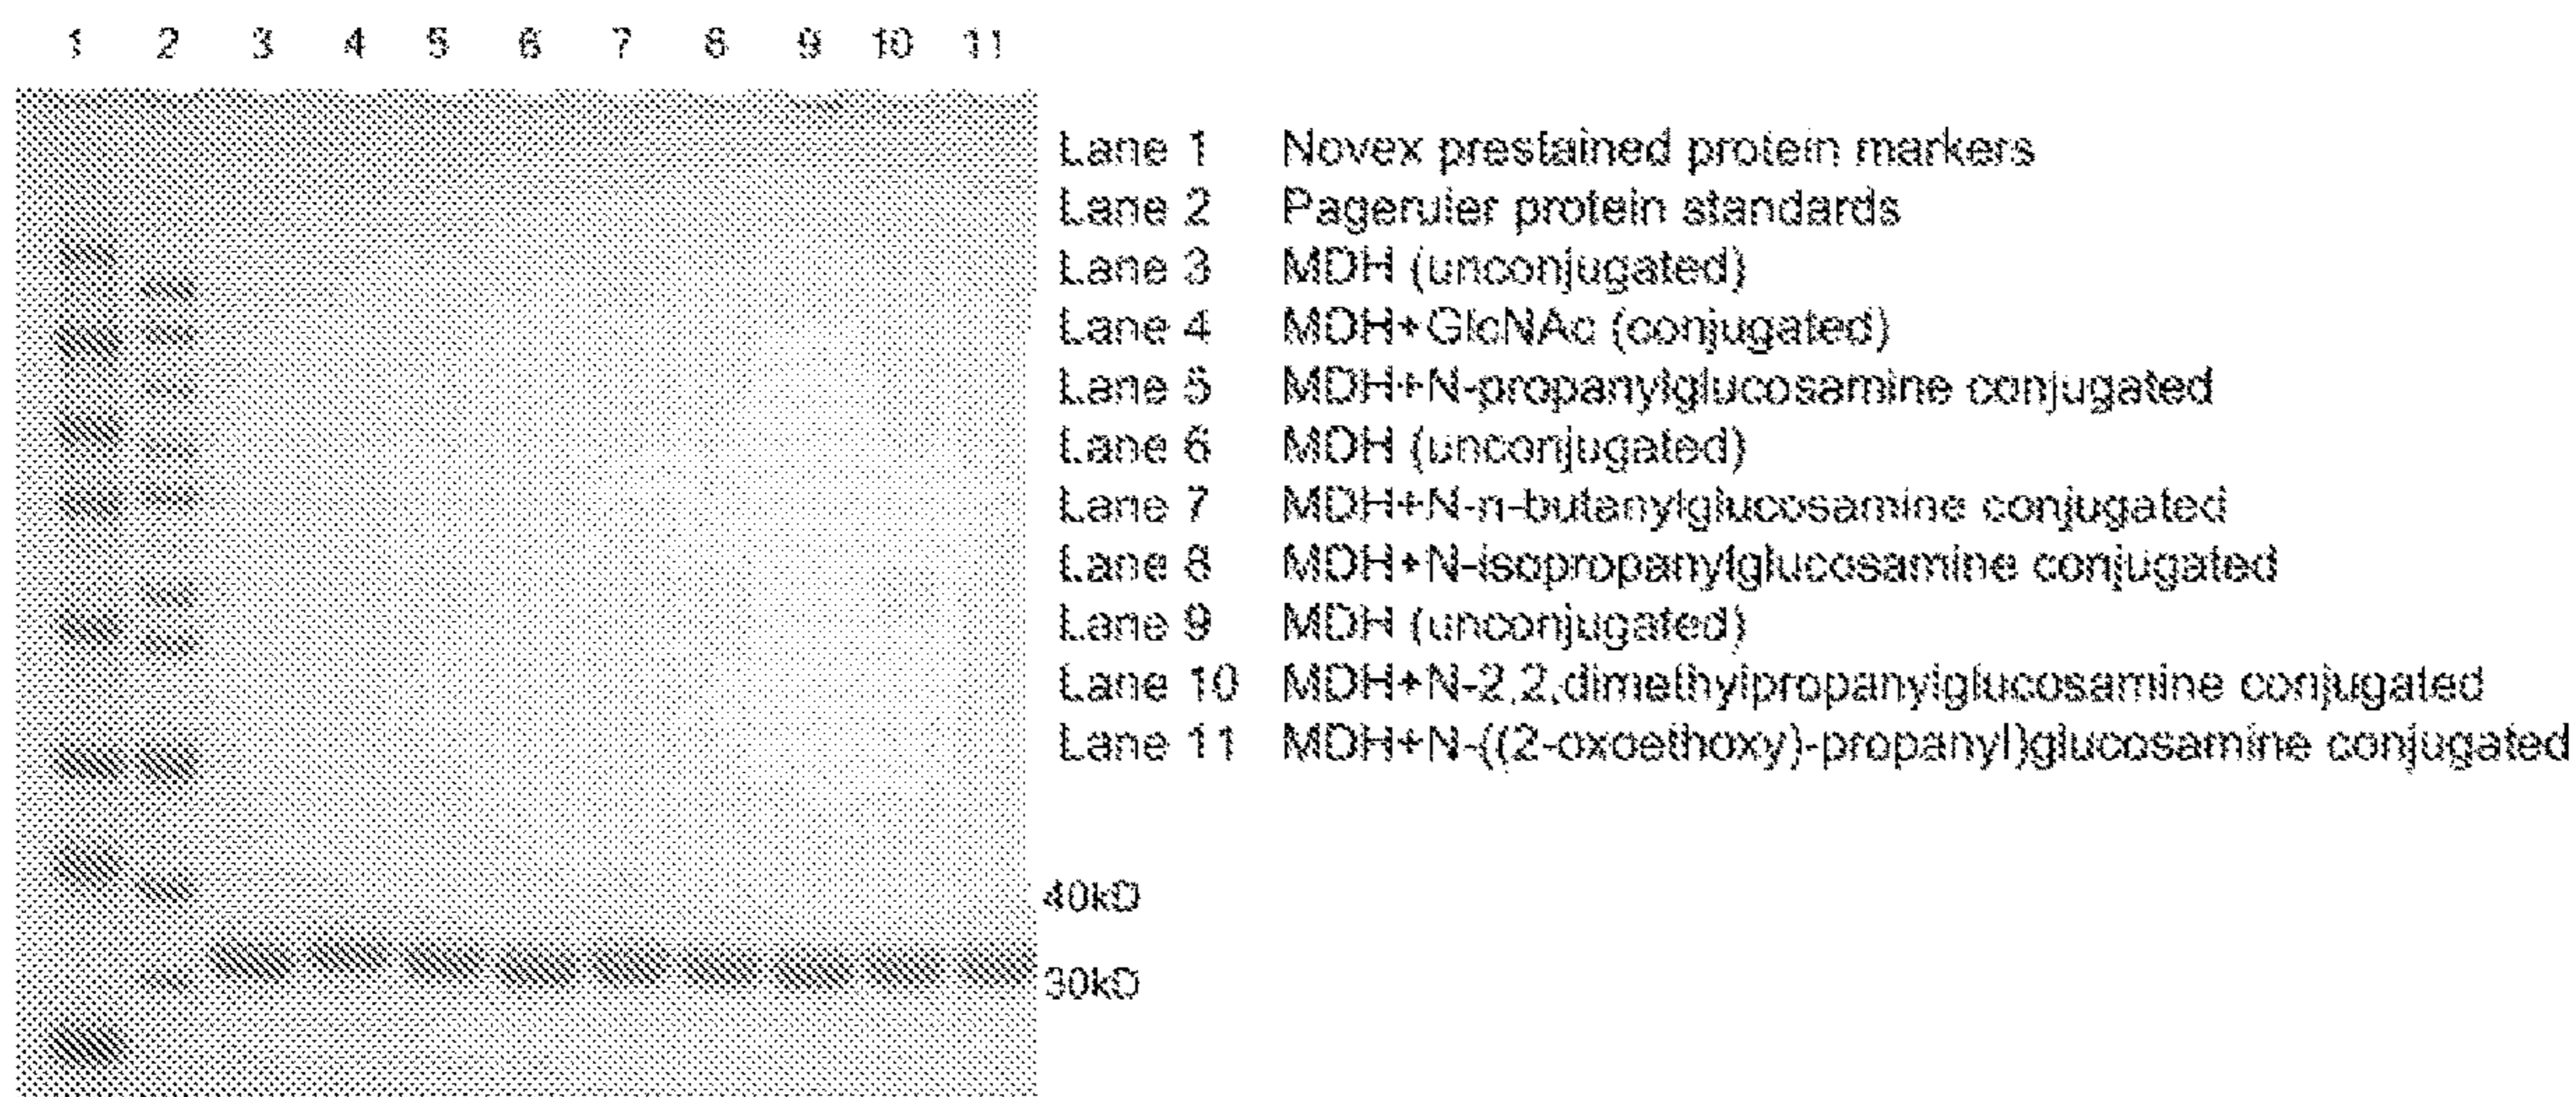 1 2 3 4 5 6 7 8 9 10 11
Lane 1 Novex prestained protein markers
Lane 2 Pageruler protein standards
Lane 3 MDH (unconjugated)
Lane 4 MDH+GlcNAc (conjugated)
Lane 5 MDH+N-propanylglucosamine conjugated
Lane 6 MDH (unconjugated)
Lane 7 MDH+N-n-butanylglucosamine conjugated
Lane 8 MDH+N-isopropanylglucosamine conjugated
Lane 9 MDH (unconjugated)
Lane 10 MDH+N-2,2,dimethylpropanylglucosamine conjugated
Lane 11 MDH+N-((2-oxoethoxy)-propanyl)glucosamine conjugated
40kD
30kD